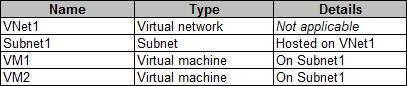 Name Type Details
VNet1 Virtual network Not applicable
Subnet1 Subnet Hosted on VNet1
VM1 Virtual machine On Subnet1
VM2 Virtual machine On Subnet1